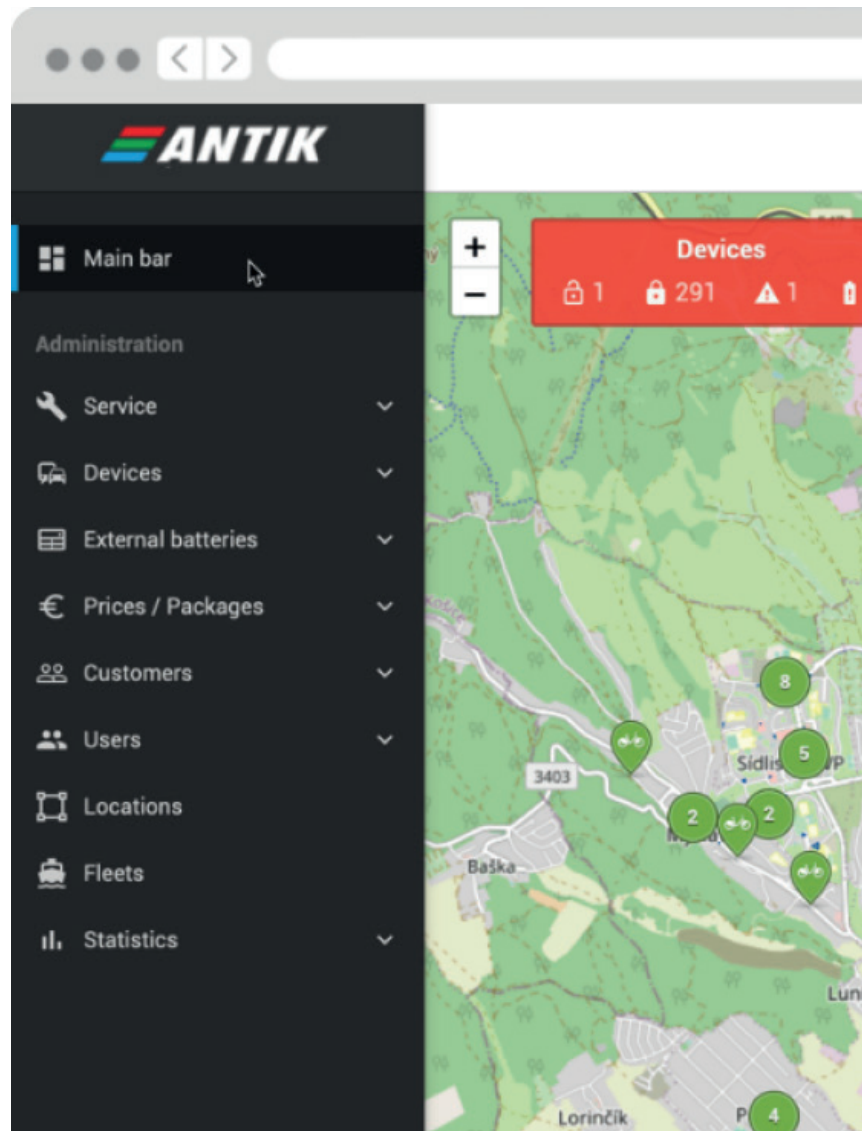 ANTIK
Main bar
Administration
Service
Devices
External batteries
Prices / Packages
Customers
Users
Locations
Fleets
Statistics
+
−
Devices
1 291 1
8
5
3403
2
2
Baška
Lorinčík
4